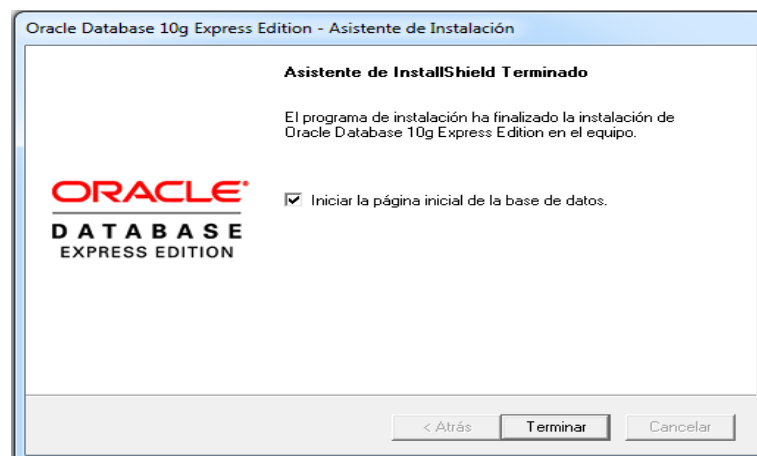 Oracle Database 10g Express Edition - Asistente de Instalación
Asistente de InstallShield Terminado
El programa de instalación ha finalizado la instalación de
Oracle Database 10g Express Edition en el equipo.
ORACLE
DATABASE
EXPRESS EDITION
Iniciar la página inicial de la base de datos.
< Atrás
Terminar
Cancelar